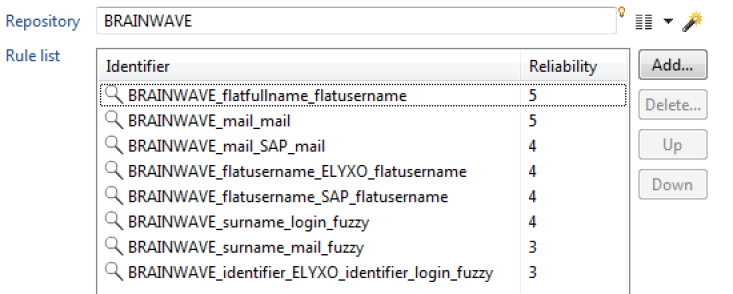 Repository BRAINWAVE
Rule list
Identifier Reliability Add...
BRAINWAVE_flatfullname_flatusername 5
Delete...
BRAINWAVE_mail_mail 5
BRAINWAVE_mail_SAP_mail 4 Up
BRAINWAVE_flatusername_ELYXO_flatusername 4
Down
BRAINWAVE_flatusername_SAP_flatusername 4
BRAINWAVE_surname_login_fuzzy 4
BRAINWAVE_surname_mail_fuzzy 3
BRAINWAVE_identifier_ELYXO_identifier_login_fuzzy 3